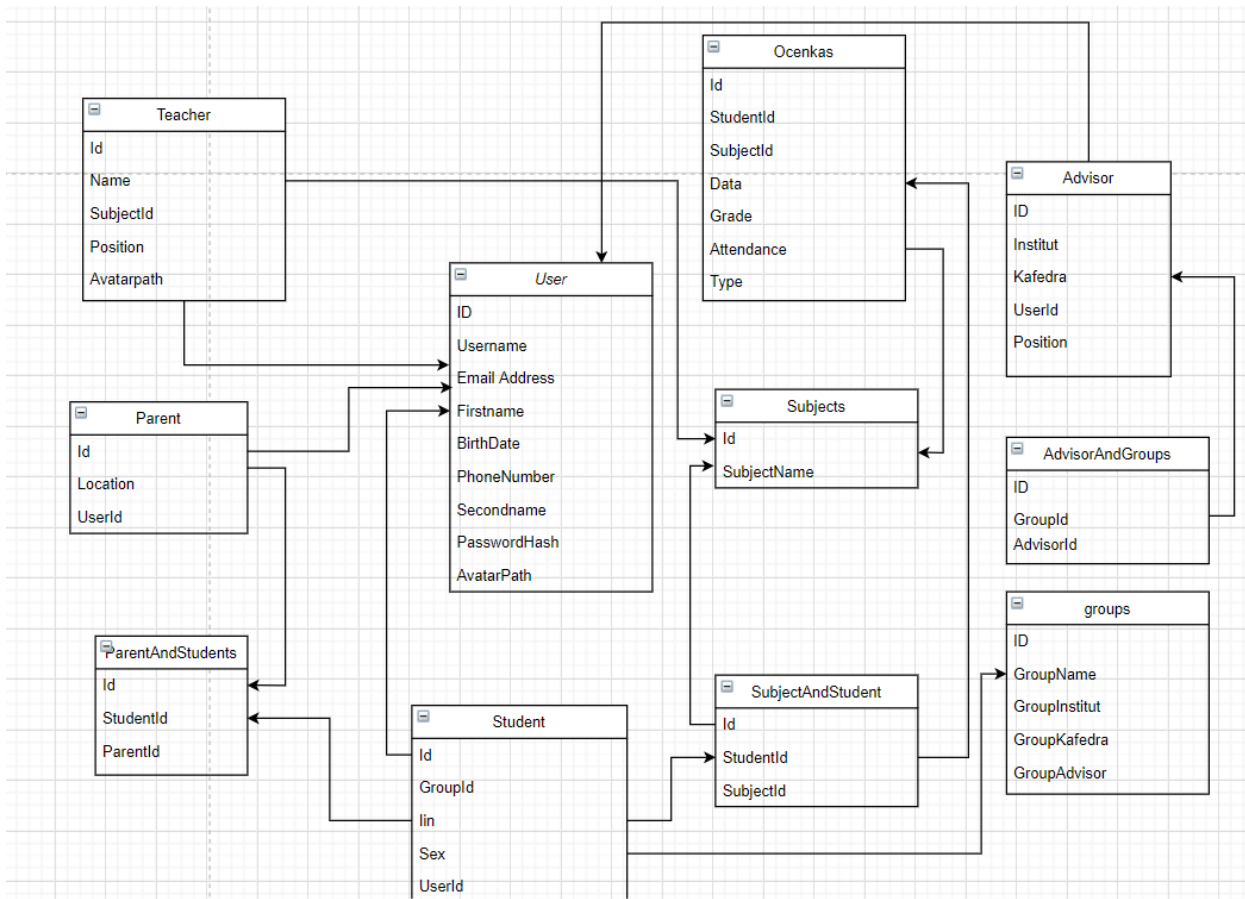 Teacher
Id
Name
SubjectId
Position
Avatarpath
Parent
Id
Location
UserId
ParentAndStudents
Id
StudentId
ParentId
User
ID
Username
Email Address
Firstname
BirthDate
PhoneNumber
Secondname
PasswordHash
AvatarPath
Student
Id
GroupId
Iin
Sex
UserId
Ocenkas
Id
StudentId
SubjectId
Data
Grade
Attendance
Type
Subjects
Id
SubjectName
SubjectAndStudent
Id
StudentId
SubjectId
Advisor
ID
Institut
Kafedra
UserId
Position
AdvisorAndGroups
ID
GroupId
AdvisorId
groups
ID
GroupName
GroupInstitut
GroupKafedra
GroupAdvisor